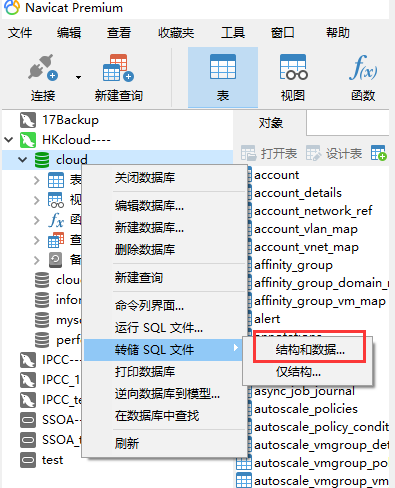 Navicat Premium
文件 编辑 查看 收藏夹 工具 窗口 帮助
连接 新建查询 表 视图 函数
对象
打开表 设计表
17Backup
HKcloud----
cloud
表
视
函
查
备
cloud
infor
mysq
perfo
IPCC----
IPCC_1
IPCC_te
SSOA--
SSOA_t
test
关闭数据库
编辑数据库...
新建数据库...
删除数据库
新建查询
命令列界面...
运行 SQL 文件...
转储 SQL 文件
打印数据库
逆向数据库到模型...
在数据库中查找
刷新
结构和数据...
仅结构...
account
account_details
account_network_ref
account_vlan_map
account_vnet_map
affinity_group
affinity_group_domain_m
affinity_group_vm_map
alert
annotations
async_job_journal
autoscale_policies
autoscale_policy_condit
autoscale_vmgroup_det
autoscale_vmgroup_po
autoscale_vmgroup_vm